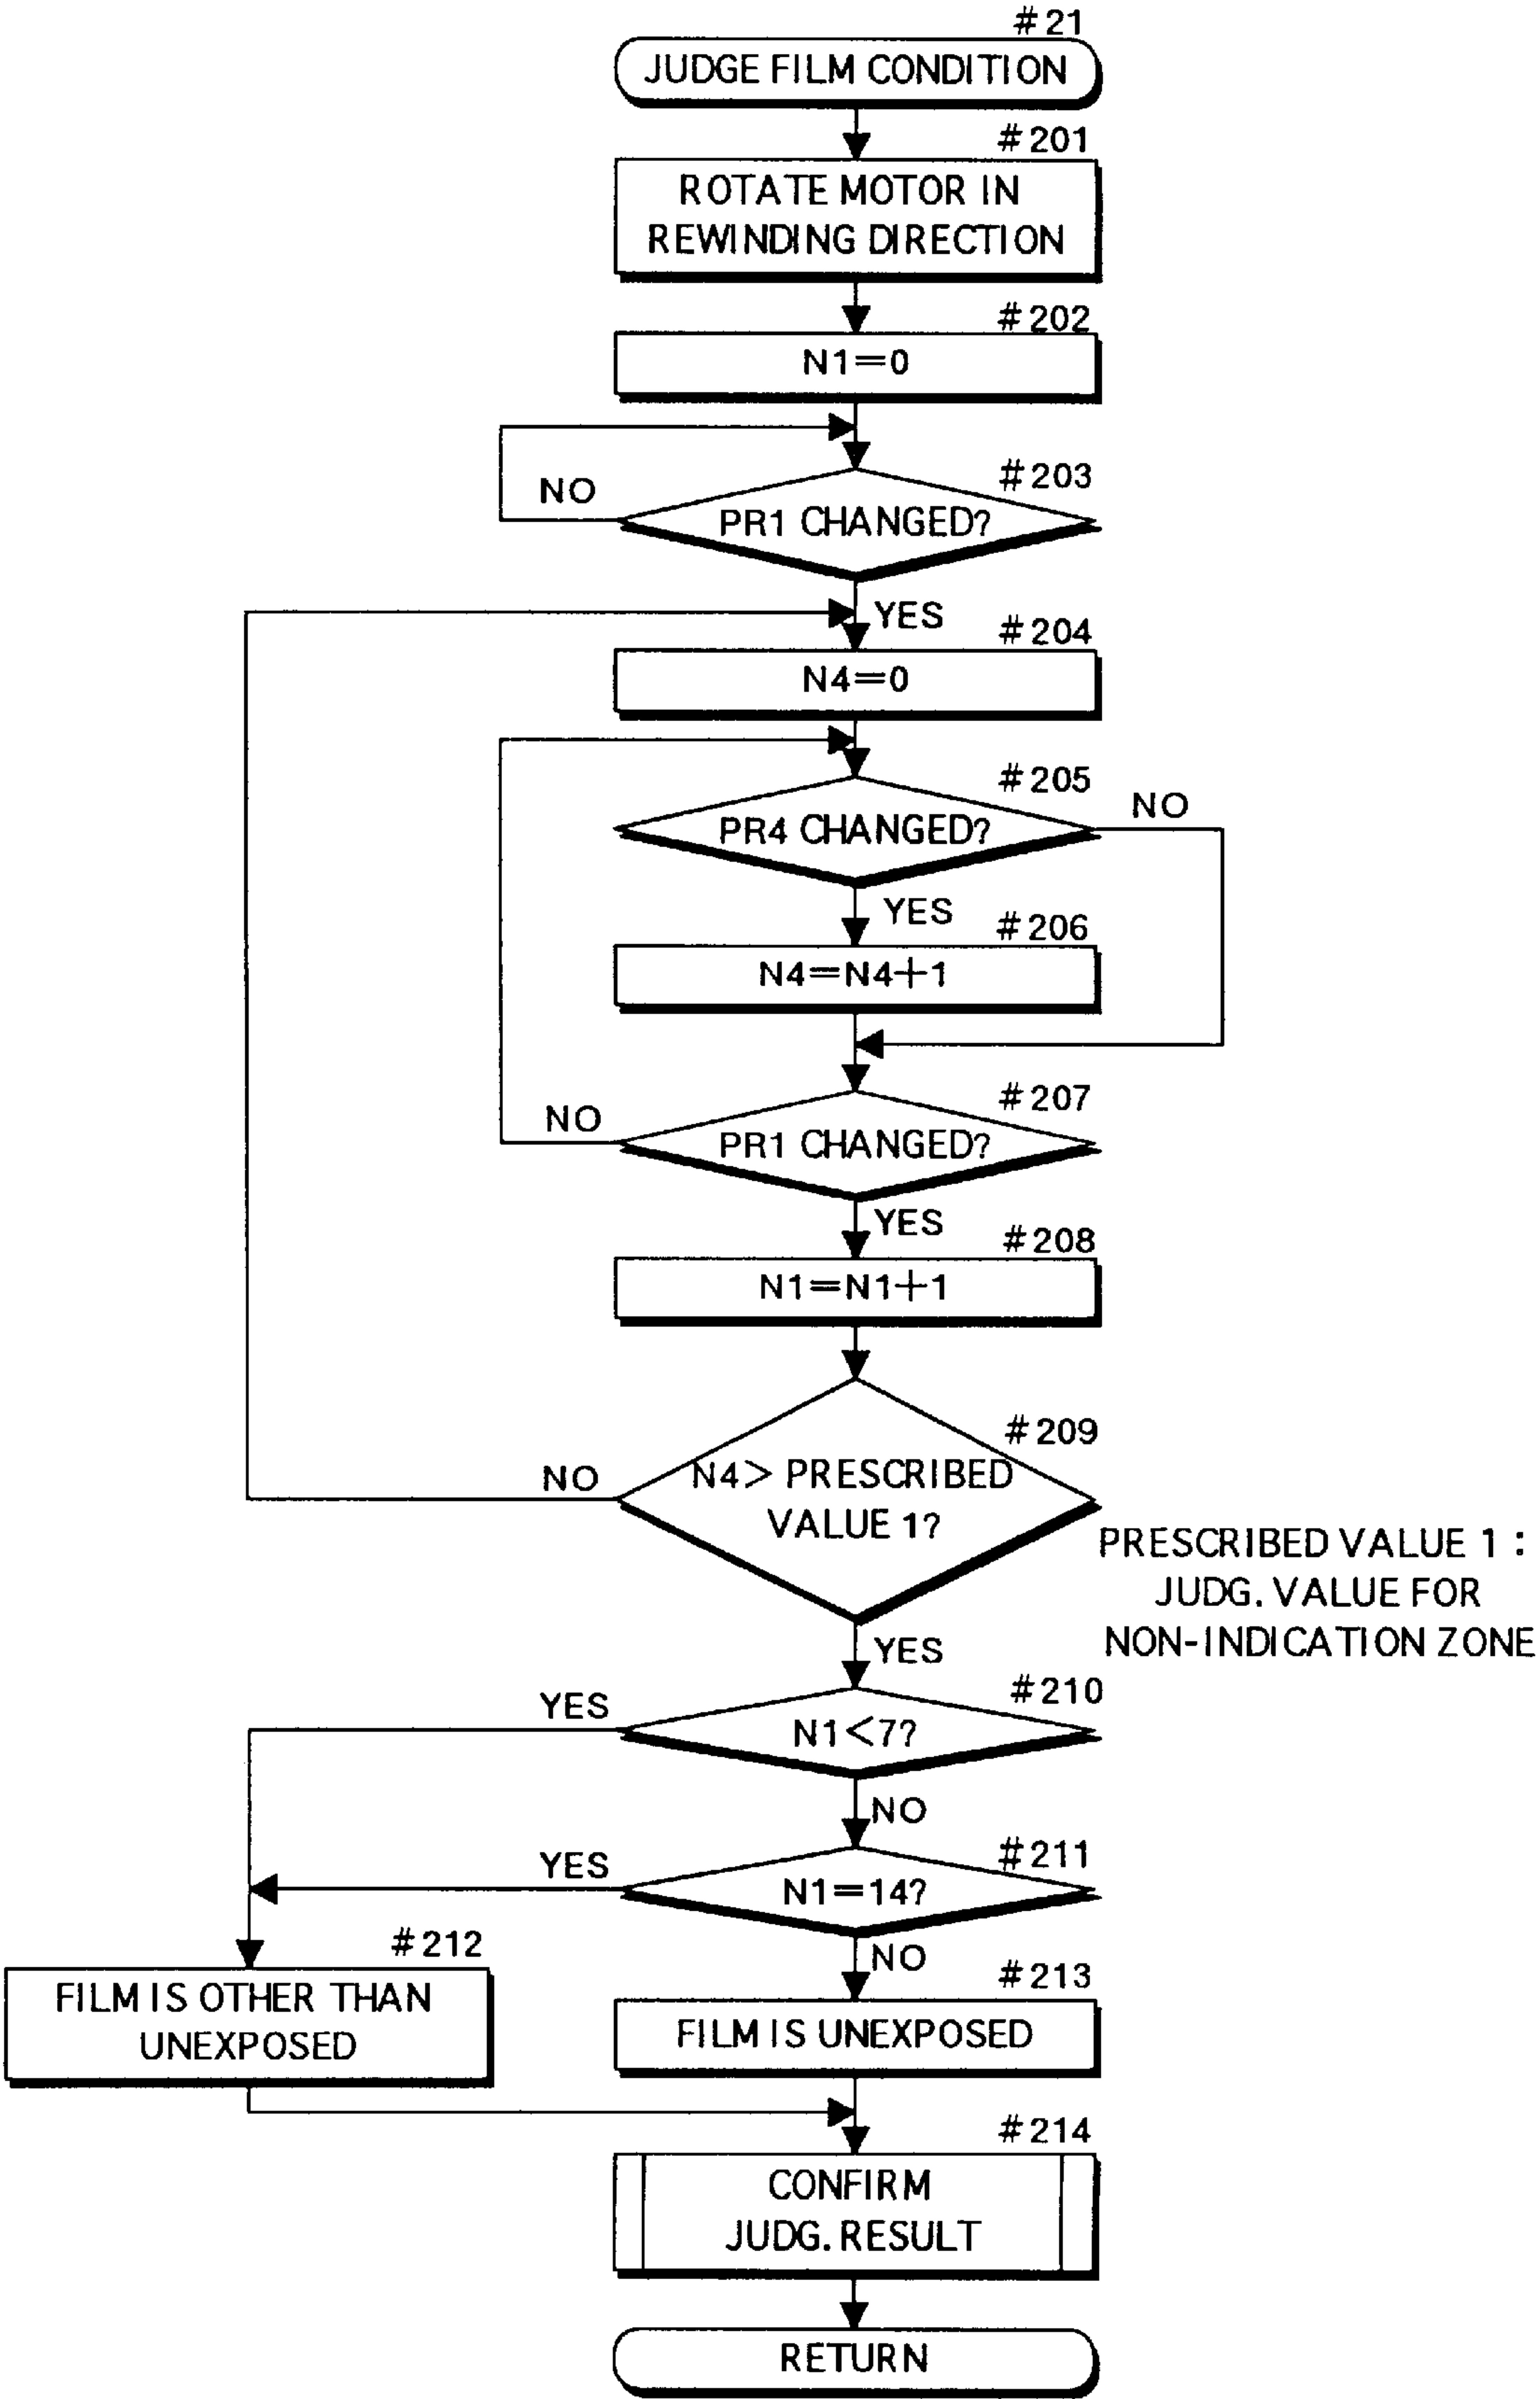 #21
JUDGE FILM CONDITION
#201
ROTATE MOTOR IN
REWINDING DIRECTION
#202
N1=0
#203
NO
PR1 CHANGED?
YES
#204
N4=0
#205
NO
PR4 CHANGED?
YES
#206
N4=N4+1
#207
NO
PR1 CHANGED?
YES
#208
N1=N1+1
#209
NO
N4> PRESCRIBED
VALUE 1?
PRESCRIBED VALUE 1 :
JUDG. VALUE FOR
NON-INDICATION ZONE
YES
#210
YES
N1<7?
NO
#211
YES
N1=14?
NO
#212
FILM IS OTHER THAN
UNEXPOSED
#213
FILM IS UNEXPOSED
#214
CONFIRM
JUDG. RESULT
RETURN